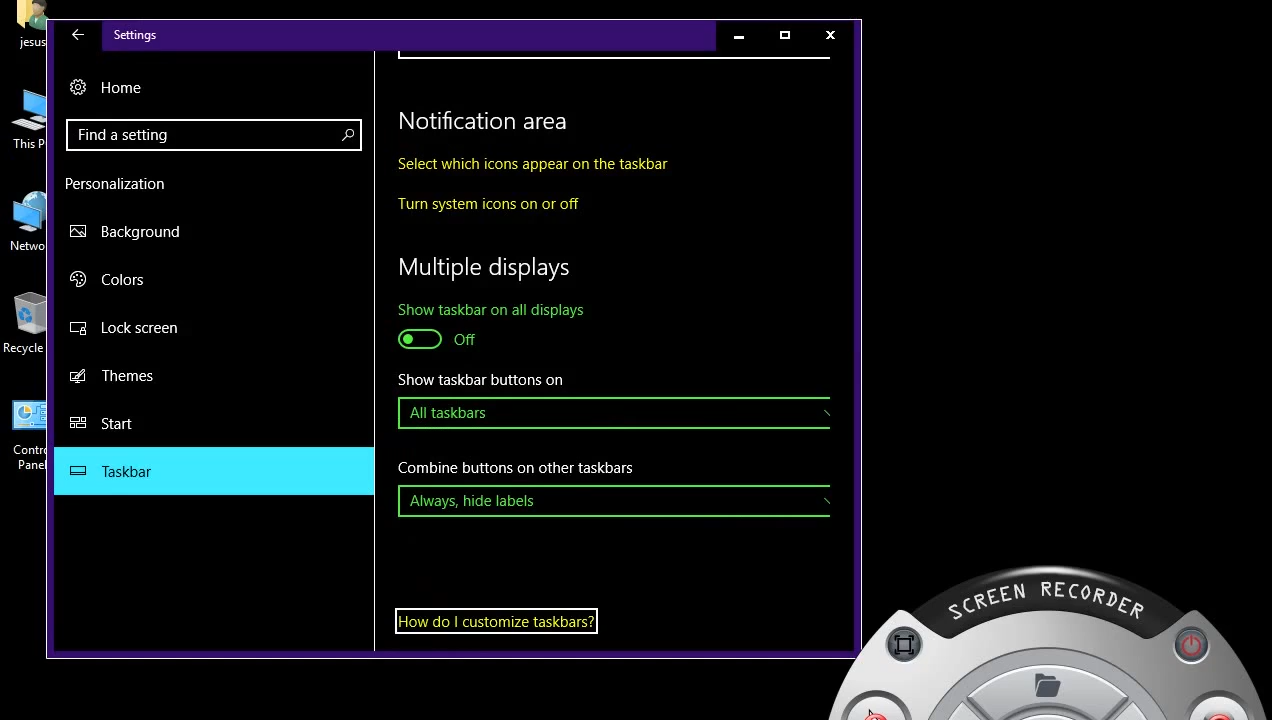 jesus
This P
Netwo
Recycle
Contro
Panel
Settings
Home
Find a setting
Personalization
Background
Colors
Lock screen
Themes
Start
Taskbar
Notification area
Select which icons appear on the taskbar
Turn system icons on or off
Multiple displays
Show taskbar on all displays
Off
Show taskbar buttons on
All taskbars
Combine buttons on other taskbars
Always, hide labels
How do I customize taskbars?
SCREEN RECORDER